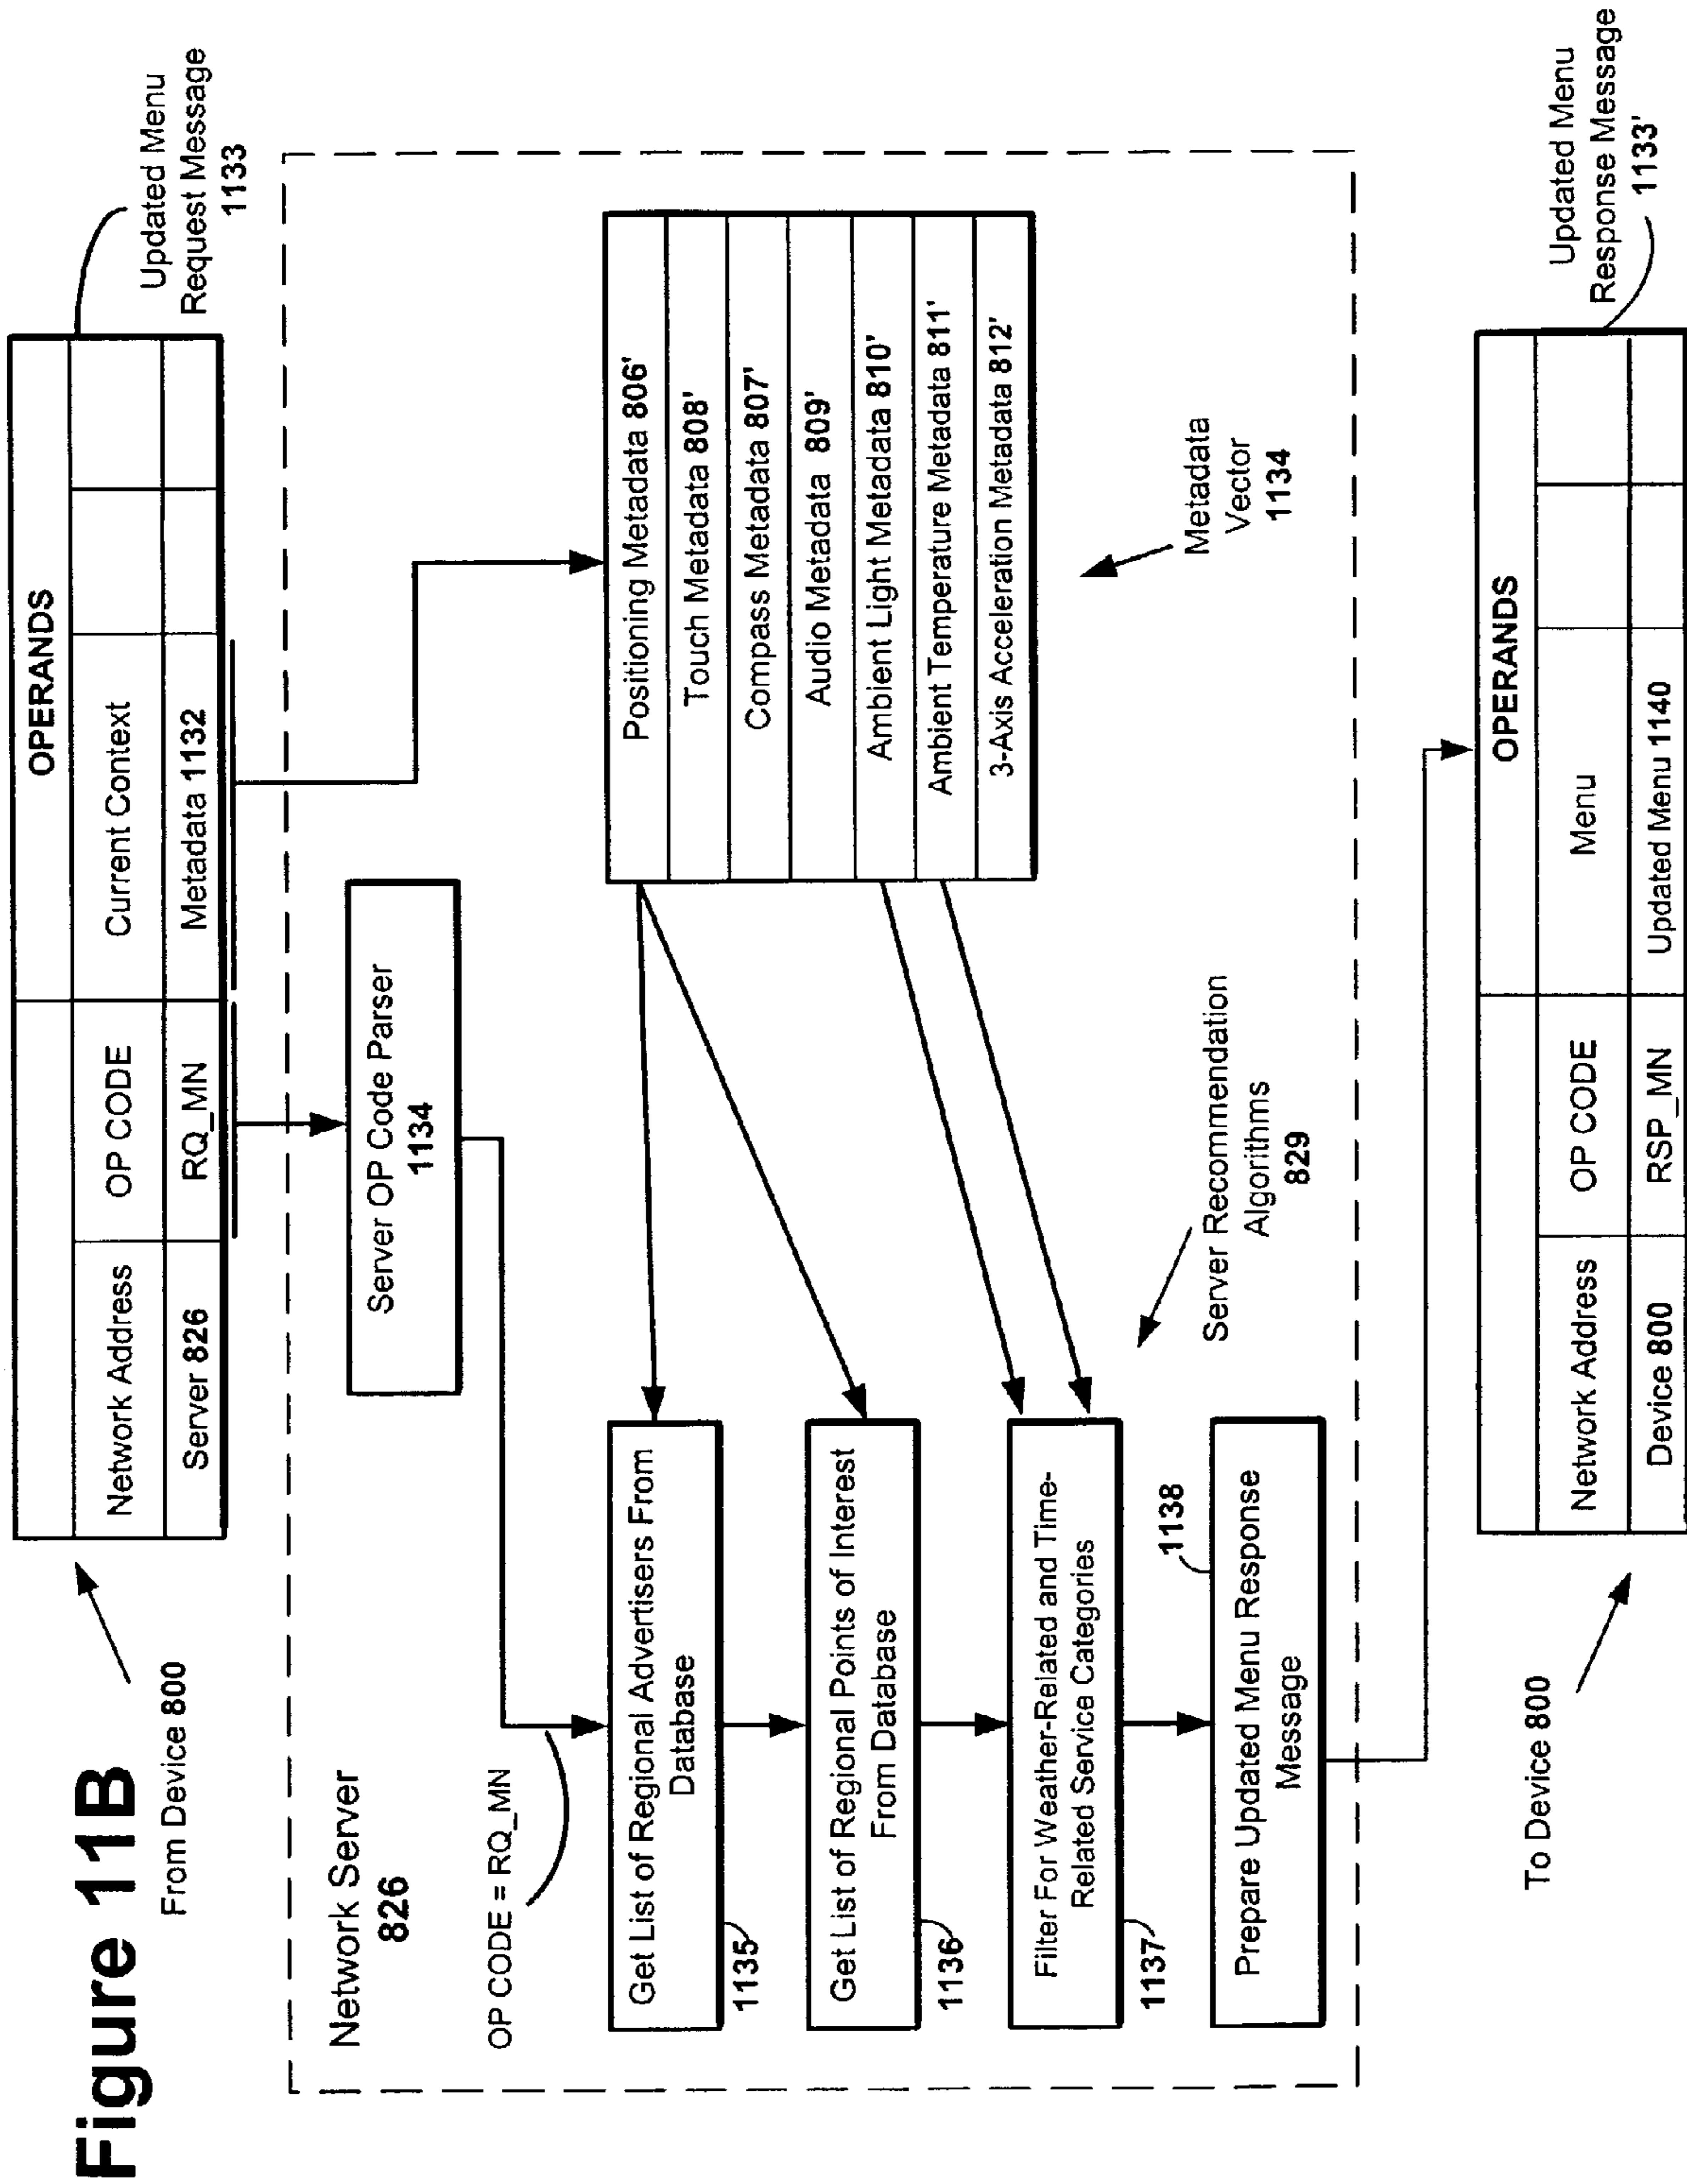 Figure 11B
From Device 800
OPERANDS
Network Address
OP CODE
Current Context
Server 826
RQ_MN
Metadata 1132
Updated Menu
Request Message
1133
Network Server
826
Server OP Code Parser
1134
OP CODE = RQ_MN
Get List of Regional Advertisers From
Database
1135
Get List of Regional Points of Interest
From Database
1136
Filter For Weather-Related and Time-
Related Service Categories
1137
Prepare Updated Menu Response
Message
1138
Server Recommendation
Algorithms
829
Positioning Metadata 806'
Touch Metadata 808'
Compass Metadata 807'
Audio Metadata 809'
Ambient Light Metadata 810'
Ambient Temperature Metadata 811'
3-Axis Acceleration Metadata 812'
Metadata
Vector
1134
To Device 800
OPERANDS
Network Address
OP CODE
Menu
Device 800
RSP_MN
Updated Menu 1140
Updated Menu
Response Message
1133'